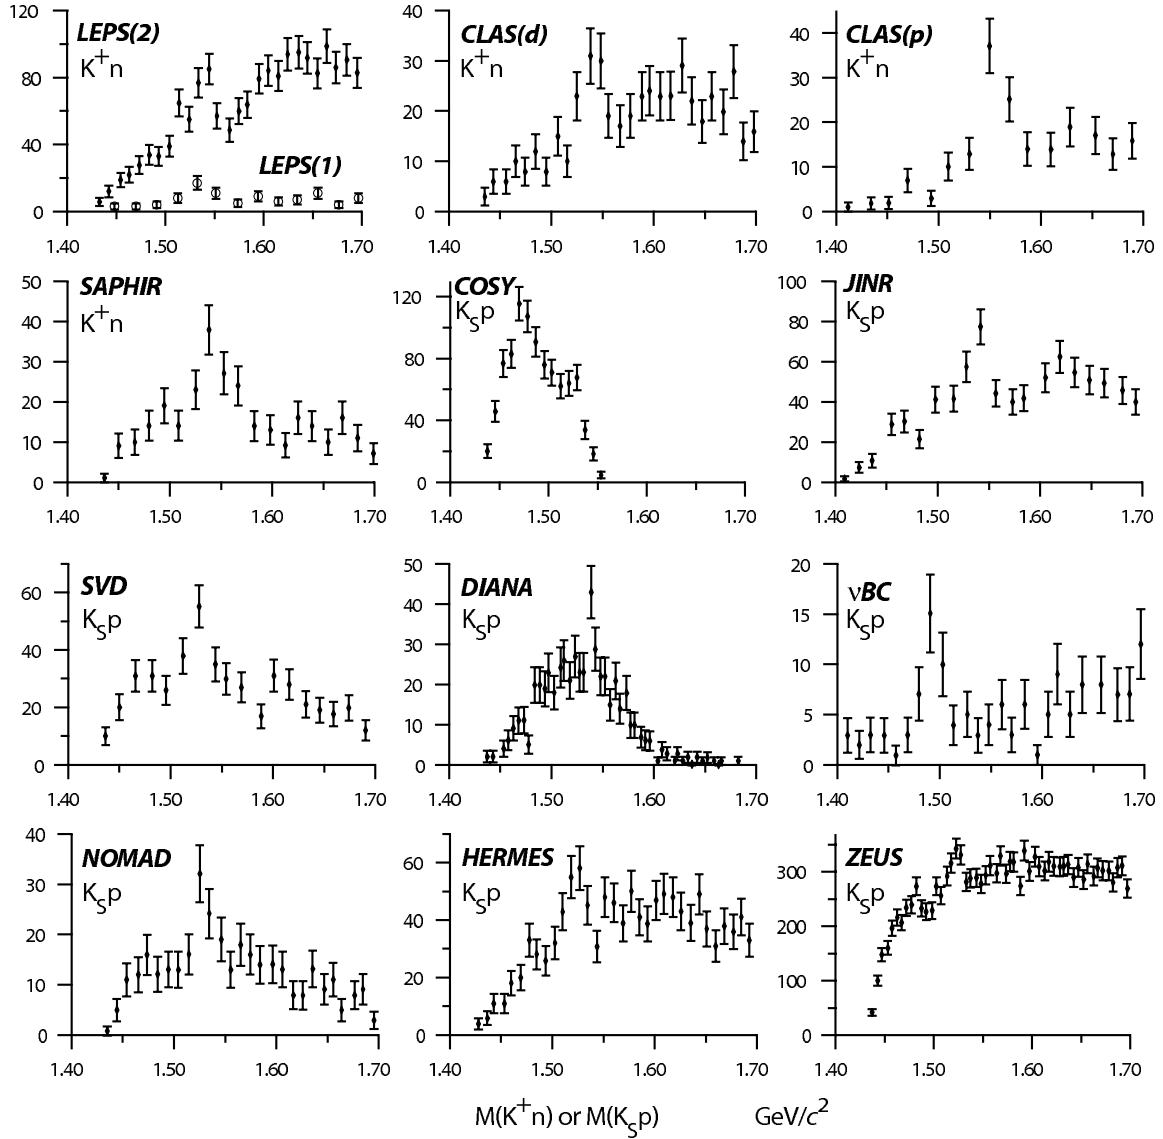 120
80
40
0
LEPS(2)
K⁺n
LEPS(1)
1.40 1.50 1.60 1.70
40
30
20
10
0
CLAS(d)
K⁺n
1.40 1.50 1.60 1.70
40
30
20
10
0
CLAS(p)
K⁺n
1.40 1.50 1.60 1.70
50
40
30
20
10
0
SAPHIR
K⁺n
1.40 1.50 1.60 1.70
120
80
40
0
COSY
KSp
1.40 1.50 1.60 1.70
100
80
60
40
20
0
JINR
KSp
1.40 1.50 1.60 1.70
60
40
20
0
SVD
KSp
1.40 1.50 1.60 1.70
50
40
30
20
10
0
DIANA
KSp
1.40 1.50 1.60 1.70
20
15
10
5
0
νBC
KSp
1.40 1.50 1.60 1.70
40
30
20
10
0
NOMAD
KSp
1.40 1.50 1.60 1.70
60
40
20
0
HERMES
KSp
1.40 1.50 1.60 1.70
300
200
100
0
ZEUS
KSp
1.40 1.50 1.60 1.70
M(K⁺n) or M(KSp) GeV/c²